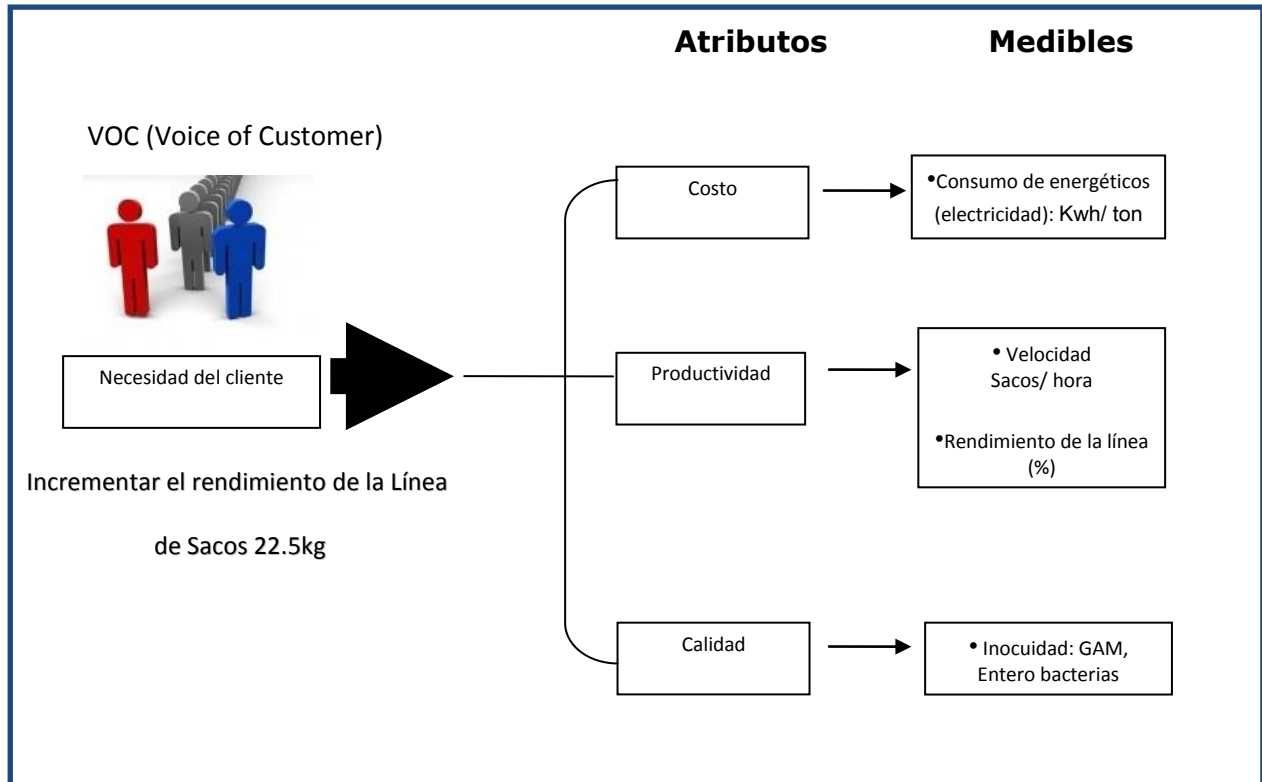 Atributos Medibles
VOC (Voice of Customer)
Necesidad del cliente
Incrementar el rendimiento de la Línea
de Sacos 22.5kg
Costo
•Consumo de energéticos
(electricidad): Kwh/ ton
Productividad
• Velocidad
Sacos/ hora
•Rendimiento de la línea
(%)
Calidad
• Inocuidad: GAM,
Entero bacterias